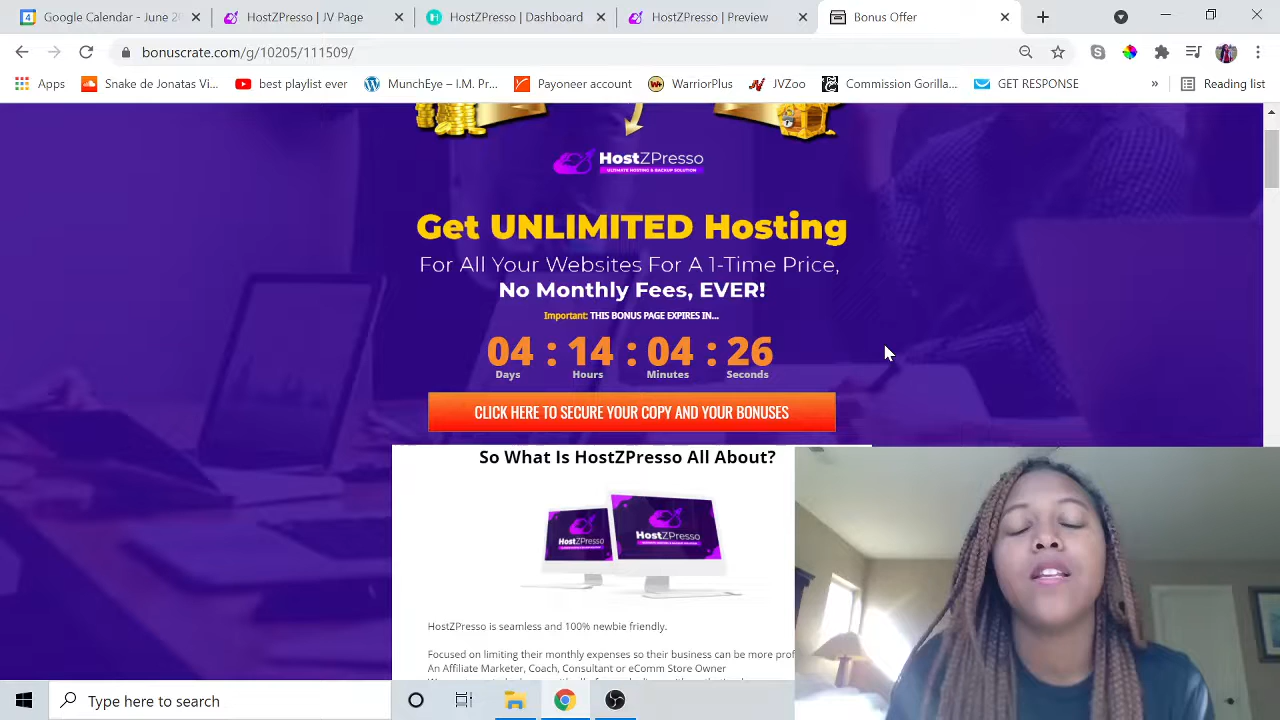 Google Calendar - June 2
HostZPresso | JV Page
HostZPresso | Dashboard
HostZPresso - Preview
Bonus Offer
bonuscrate.com/g/10205/111509/
Apps
Snake de Jonatas Vi...
best playlist ever
MunchEye – I.M. Pr...
Payoneer account
WarriorPlus
JVZoo
Commission Gorilla...
GET RESPONSE
»
Reading list
HostZPresso
ULTIMATE HOSTING & BACKUP SOLUTION
Get UNLIMITED Hosting
For All Your Websites For A 1-Time Price,
No Monthly Fees, EVER!
Important: THIS BONUS PAGE EXPIRES IN...
04 : 14 : 04 : 26
Days Hours Minutes Seconds
CLICK HERE TO SECURE YOUR COPY AND YOUR BONUSES
So What Is HostZPresso All About?
HostZPresso
HostZPresso
HostZPresso is seamless and 100% newbie friendly.
Focused on limiting their monthly expenses so their business can be more prof
An Affiliate Marketer, Coach, Consultant or eComm Store Owner
Type here to search